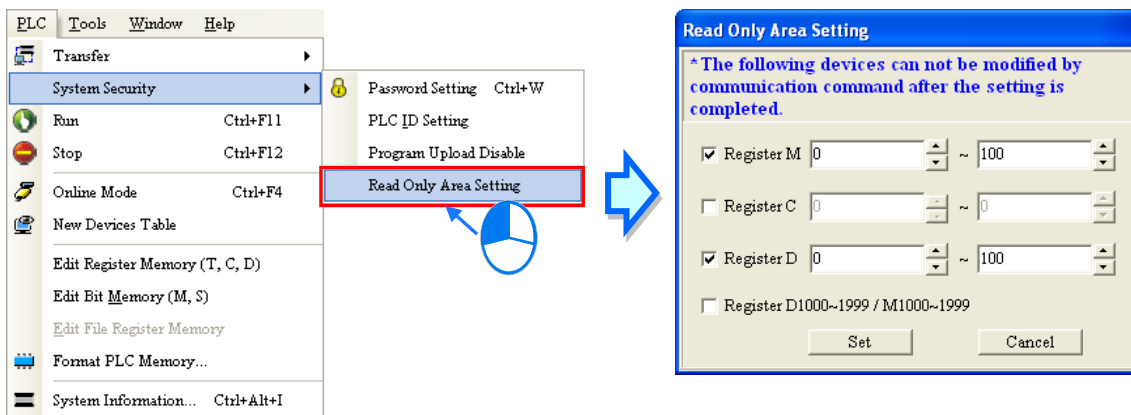 PLC Tools Window Help
Transfer
System Security
Run Ctrl+F11
Stop Ctrl+F12
Online Mode Ctrl+F4
New Devices Table
Edit Register Memory (T, C, D)
Edit Bit Memory (M, S)
Edit File Register Memory
Format PLC Memory...
System Information... Ctrl+Alt+I
Password Setting Ctrl+W
PLC ID Setting
Program Upload Disable
Read Only Area Setting
Read Only Area Setting
*The following devices can not be modified by
communication command after the setting is
completed.
Register M 0 ~ 100
Register C 0 ~ 0
Register D 0 ~ 100
Register D1000~1999 / M1000~1999
Set Cancel